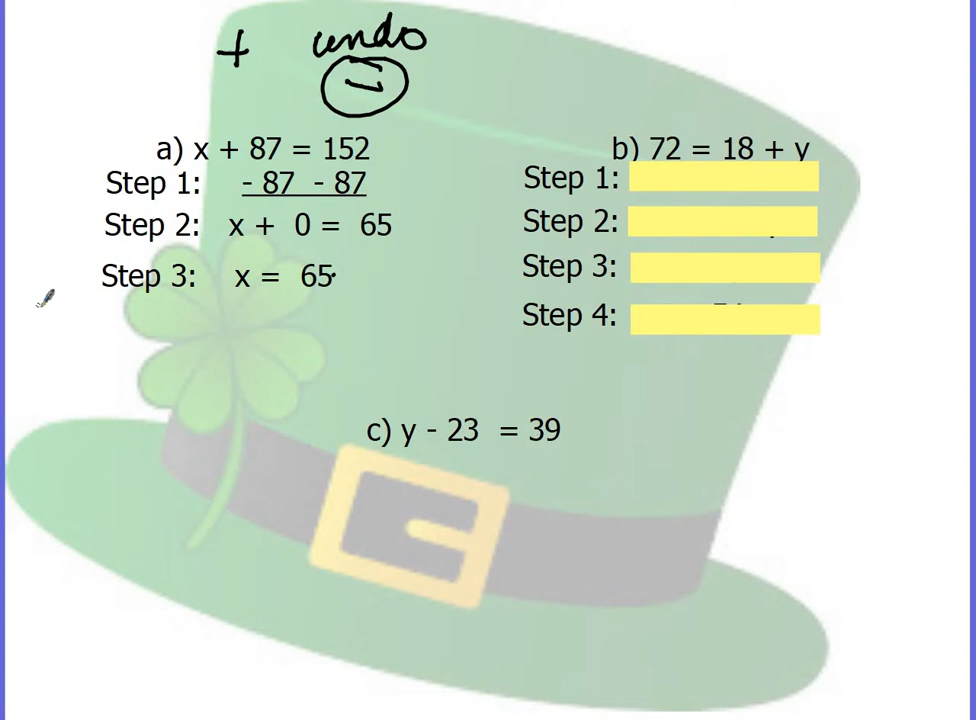 + undo
-
a) x + 87 = 152
Step 1: - 87 - 87
Step 2: x + 0 = 65
Step 3: x = 65
b) 72 = 18 + y
Step 1:
Step 2:
Step 3:
Step 4:
c) y - 23 = 39